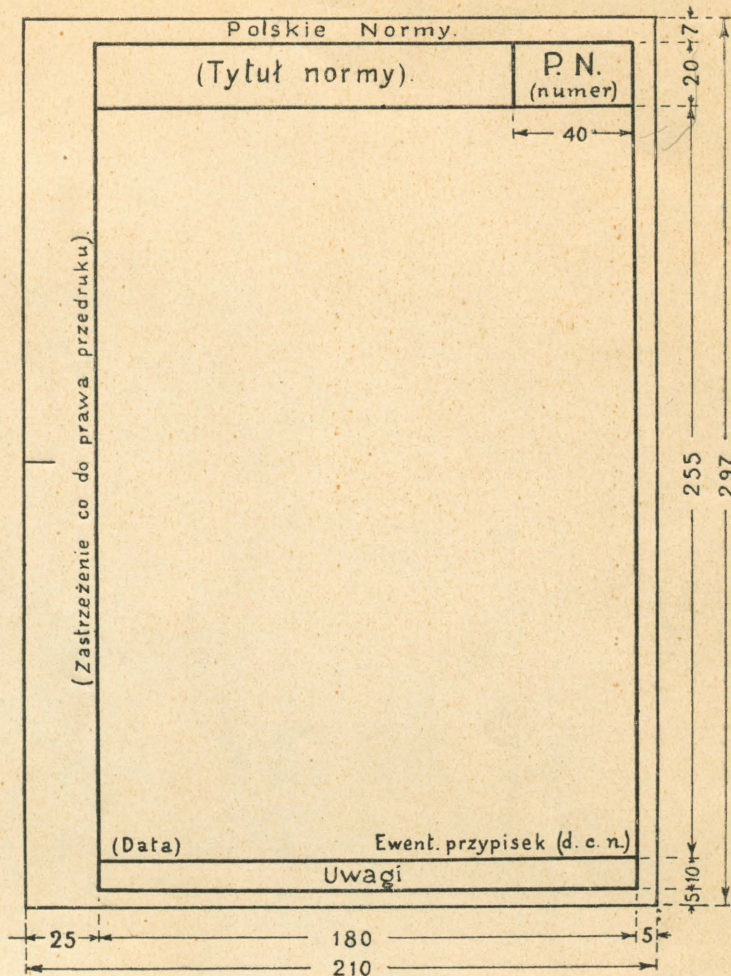 Polskie Normy.
(Tytuł normy).
P. N.
(numer)
40
7
20
255
297
(Zastrzeżenie co do prawa przedruku).
(Data)
Ewent. przypisek (d. c. n.)
Uwagi
10
5
25
180
5
210